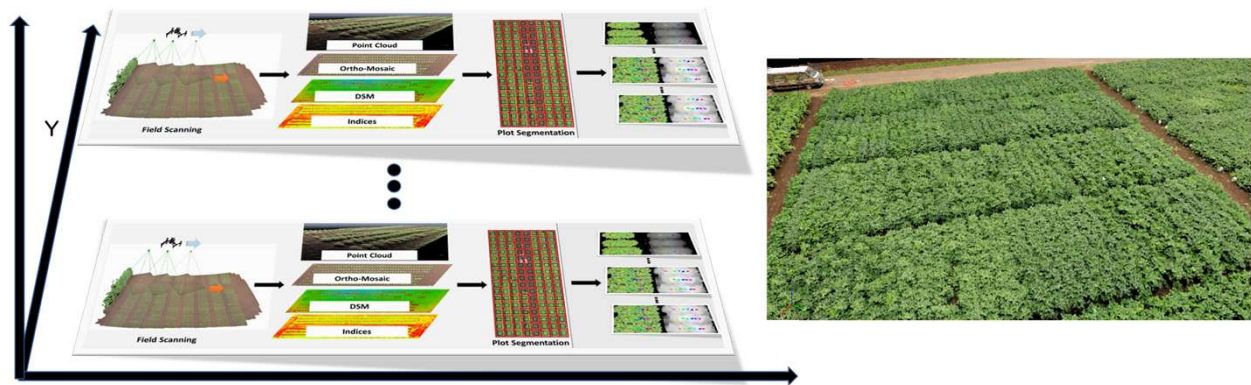 Y
Point Cloud
Ortho-Mosaic
DSM
Indices
Field Scanning
Plot Segmentation
Point Cloud
Ortho-Mosaic
DSM
Indices
Field Scanning
Plot Segmentation